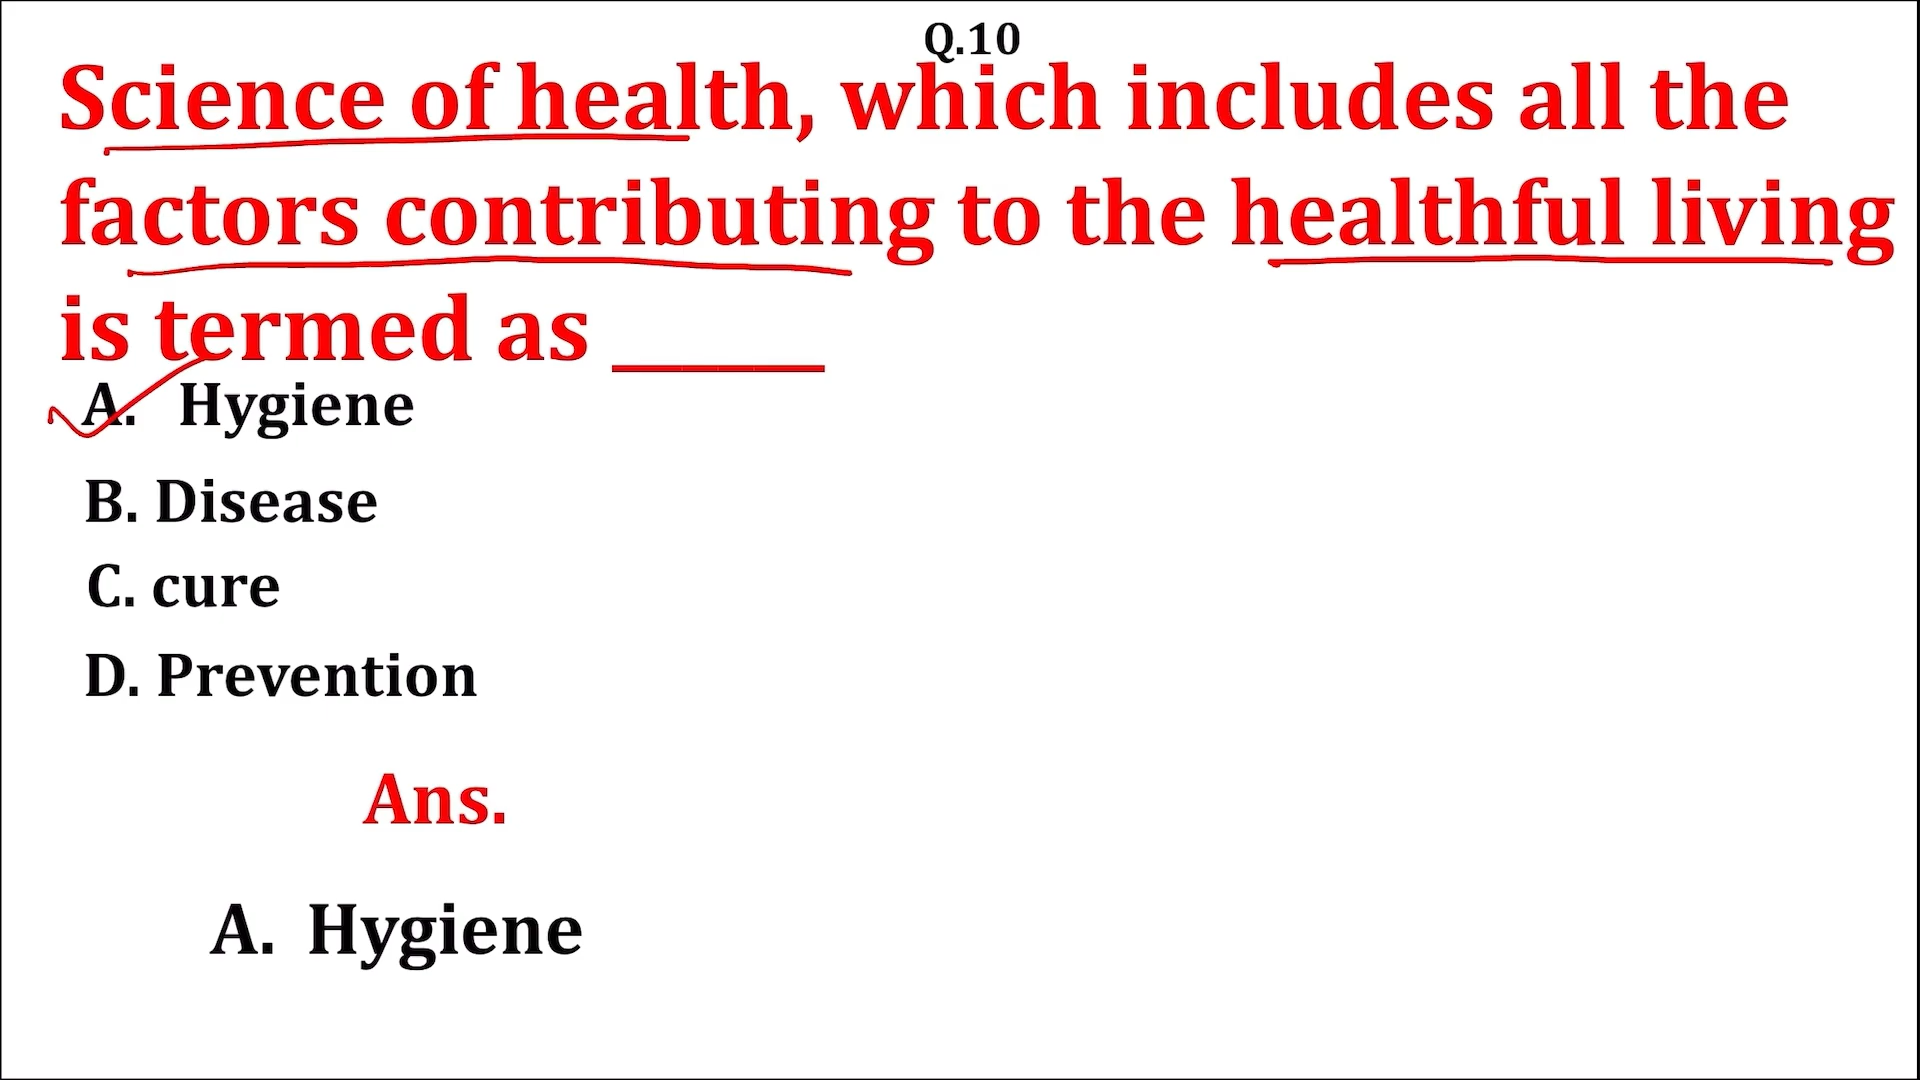 Q.10
Science of health, which includes all the
factors contributing to the healthful living
is termed as _____
A. Hygiene
B. Disease
C. cure
D. Prevention
Ans.
A. Hygiene